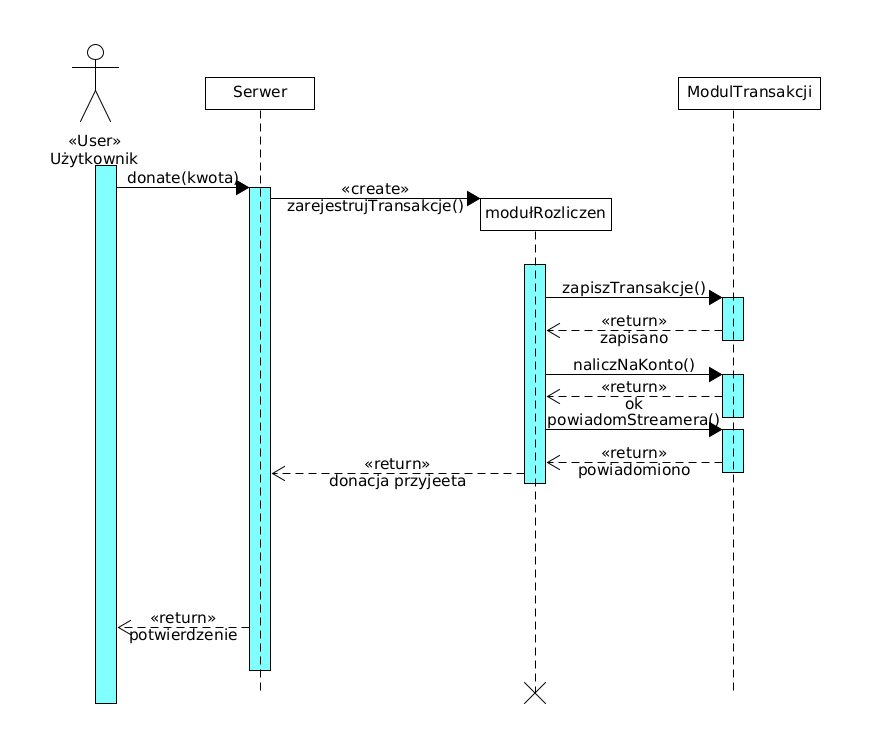 «User»
Użytkownik
Serwer
ModulTransakcji
donate(kwota)
«create»
zarejestrujTransakcje()
modułRozliczen
zapiszTransakcje()
«return»
zapisano
naliczNaKonto()
«return»
ok
powiadomStreamera()
«return»
powiadomiono
«return»
donacja przyjeeta
«return»
potwierdzenie